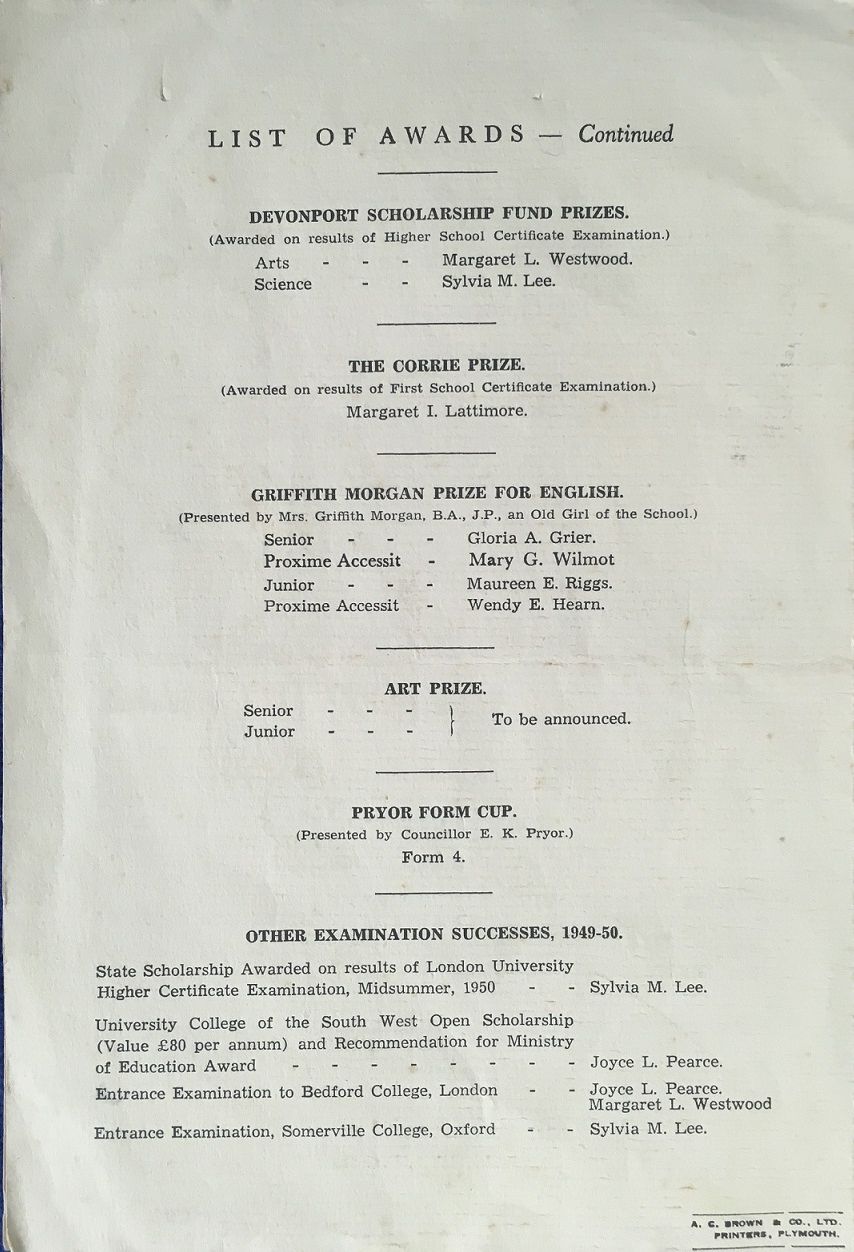 LIST OF AWARDS — Continued
DEVONPORT SCHOLARSHIP FUND PRIZES.
(Awarded on results of Higher School Certificate Examination.)
Arts - - - Margaret L. Westwood.
Science - - Sylvia M. Lee.
THE CORRIE PRIZE.
(Awarded on results of First School Certificate Examination.)
Margaret I. Lattimore.
GRIFFITH MORGAN PRIZE FOR ENGLISH.
(Presented by Mrs. Griffith Morgan, B.A., J.P., an Old Girl of the School.)
Senior - - - Gloria A. Grier.
Proxime Accessit - Mary G. Wilmot
Junior - - - Maureen E. Riggs.
Proxime Accessit - Wendy E. Hearn.
ART PRIZE.
Senior - - -
Junior - - - } To be announced.
PRYOR FORM CUP.
(Presented by Councillor E. K. Pryor.)
Form 4.
OTHER EXAMINATION SUCCESSES, 1949-50.
State Scholarship Awarded on results of London University
Higher Certificate Examination, Midsummer, 1950 - - Sylvia M. Lee.
University College of the South West Open Scholarship
(Value £80 per annum) and Recommendation for Ministry
of Education Award - - - - - - - - Joyce L. Pearce.
Entrance Examination to Bedford College, London - - Joyce L. Pearce.
Margaret L. Westwood
Entrance Examination, Somerville College, Oxford - - Sylvia M. Lee.
A. C. BROWN & CO., LTD.
PRINTERS, PLYMOUTH.